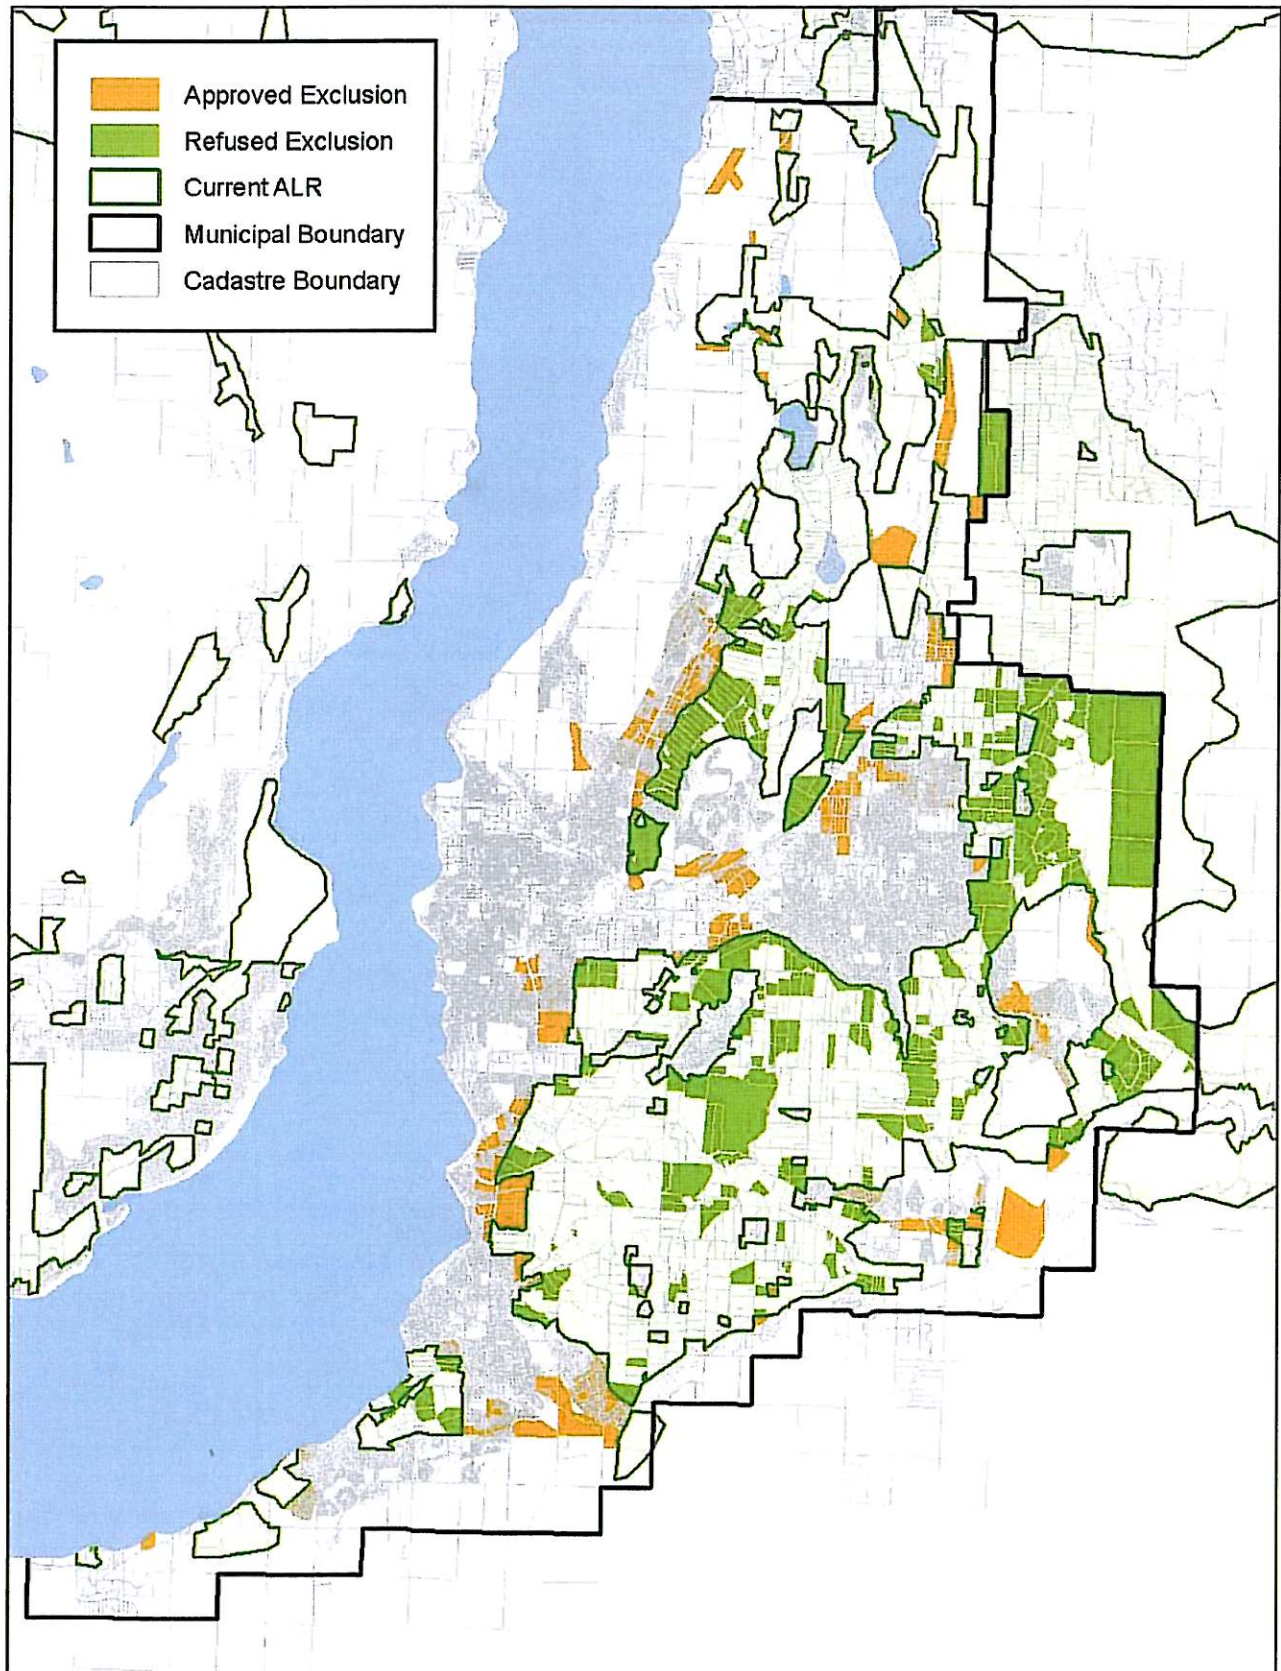 Approved Exclusion
Refused Exclusion
Current ALR
Municipal Boundary
Cadastre Boundary